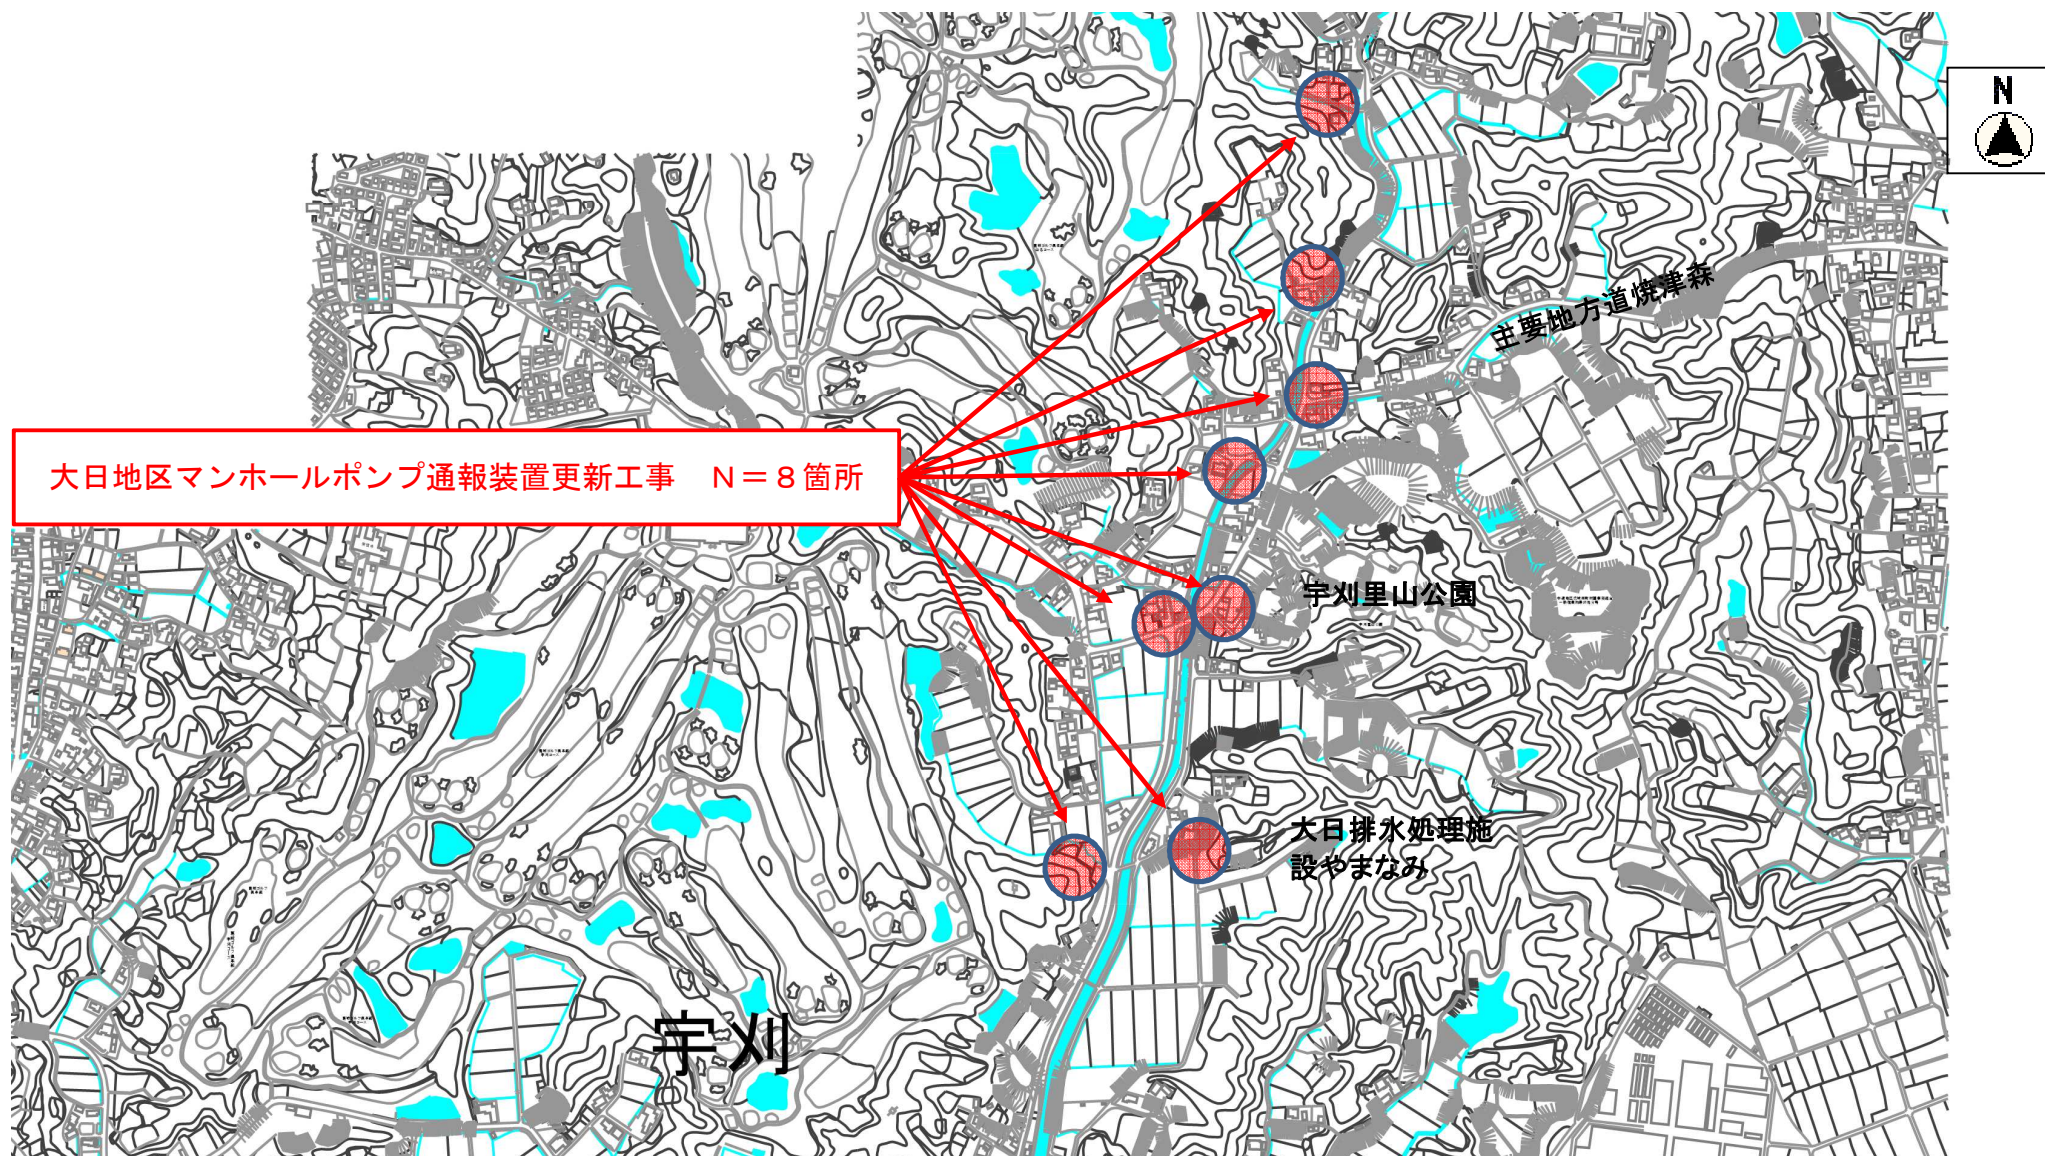 N
主要地方道焼津森
大日地区マンホールポンプ通報装置更新工事　N＝8箇所
宇刈里山公園
大日排水処理施
設やまなみ
宇刈